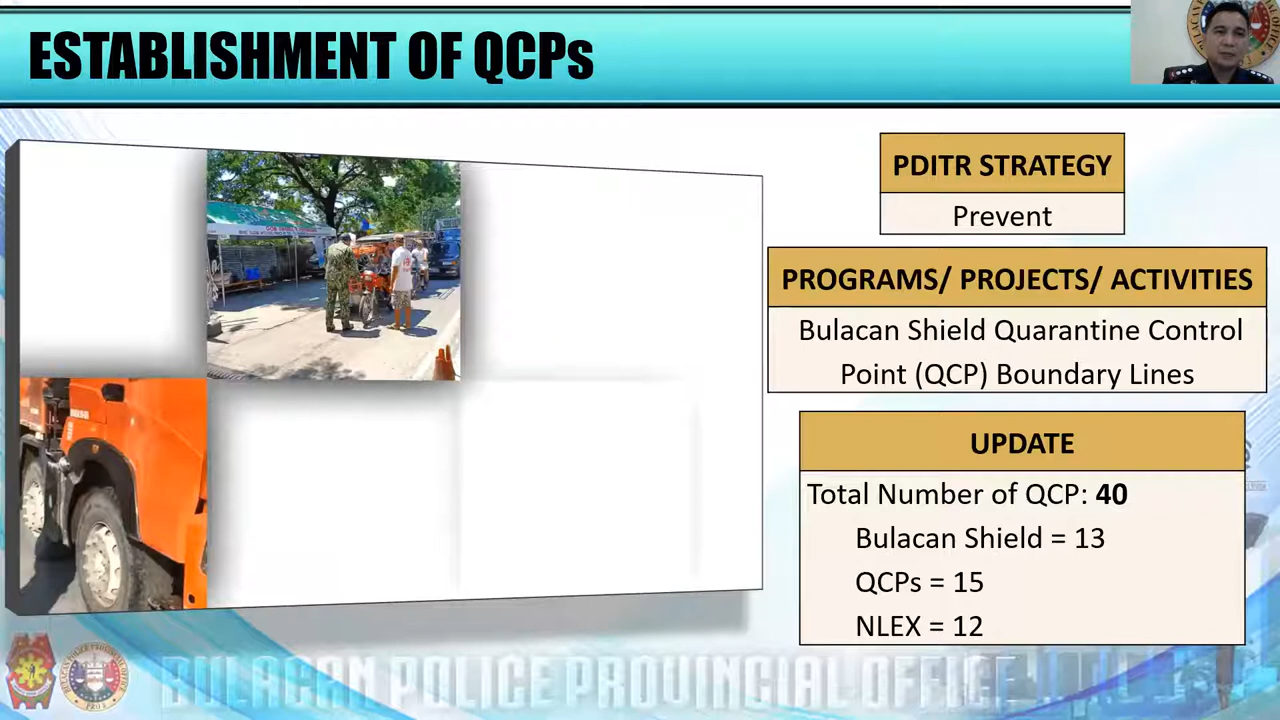 ESTABLISHMENT OF QCPs
PDITR STRATEGY
Prevent
PROGRAMS/ PROJECTS/ ACTIVITIES
Bulacan Shield Quarantine Control
Point (QCP) Boundary Lines
UPDATE
Total Number of QCP: 40
Bulacan Shield = 13
QCPs = 15
NLEX = 12
BULACAN POLICE PROVINCIAL OFFICE